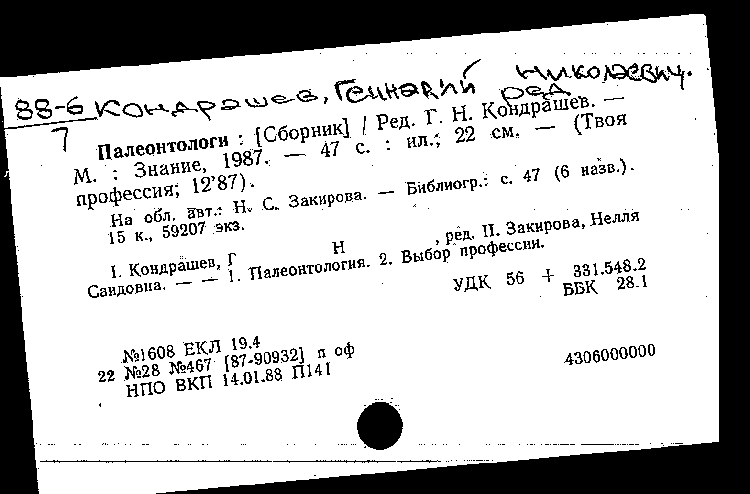 88-6 Кондрашев, Геннадий Николаевич.
7 ред.
Палеонтологи : [Сборник] / Ред. Г. Н. Кондрашев. —
М. : Знание, 1987. — 47 с. : ил.; 22 см. — (Твоя
профессия; 12'87).
На обл. авт.: Н. С. Закирова. — Библиогр.: с. 47 (6 назв.).
15 к., 59207 экз.
I. Кондрашев, Г Н , ред. II. Закирова, Нелля
Саидовна. — — 1. Палеонтология. 2. Выбор профессии.
УДК 56 + 331.548.2
ББК 28.1
№1608 ЕКЛ 19.4
22 №28 №467 [87-90932] п оф
НПО ВКП 14.01.88 П141
4306000000